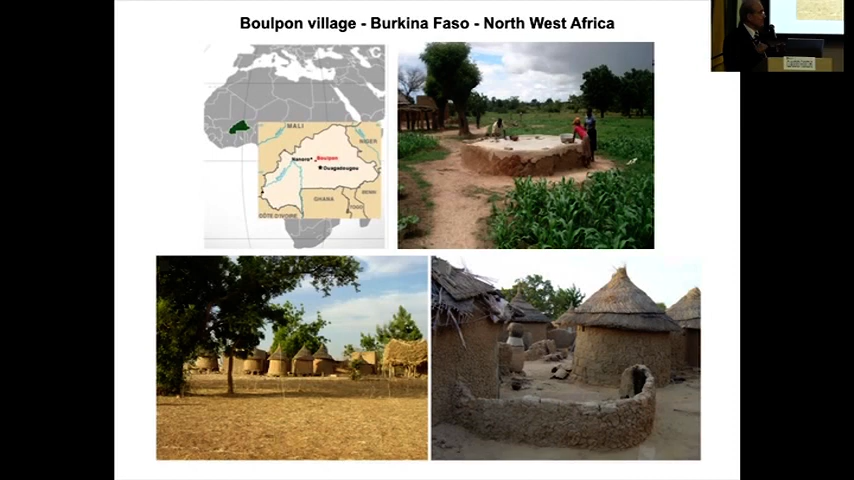 Boulpon village - Burkina Faso - North West Africa
MALI
NIGER
Nanoro
Boulpon
Ouagadougou
GHANA
BENIN
TOGO
CÔTE D'IVOIRE